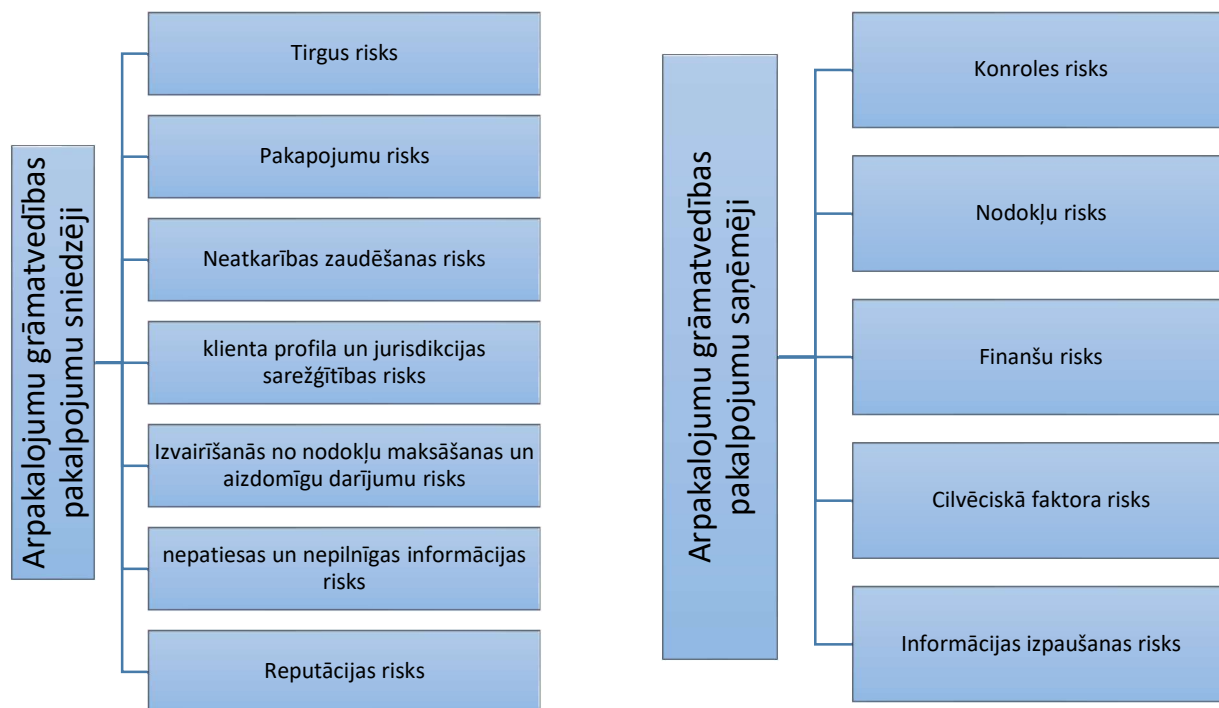 Arpakalojumu grāmatvedības
pakalpojumu sniedzēji
Tirgus risks
Pakapojumu risks
Neatkarības zaudēšanas risks
klienta profila un jurisdikcijas
sarežģītības risks
Izvairīšanās no nodokļu maksāšanas un
aizdomīgu darījumu risks
nepatiesas un nepilnīgas informācijas
risks
Reputācijas risks
Arpakalojumu grāmatvedības
pakalpojumu saņēmēji
Konroles risks
Nodokļu risks
Finanšu risks
Cilvēciskā faktora risks
Informācijas izpaušanas risks